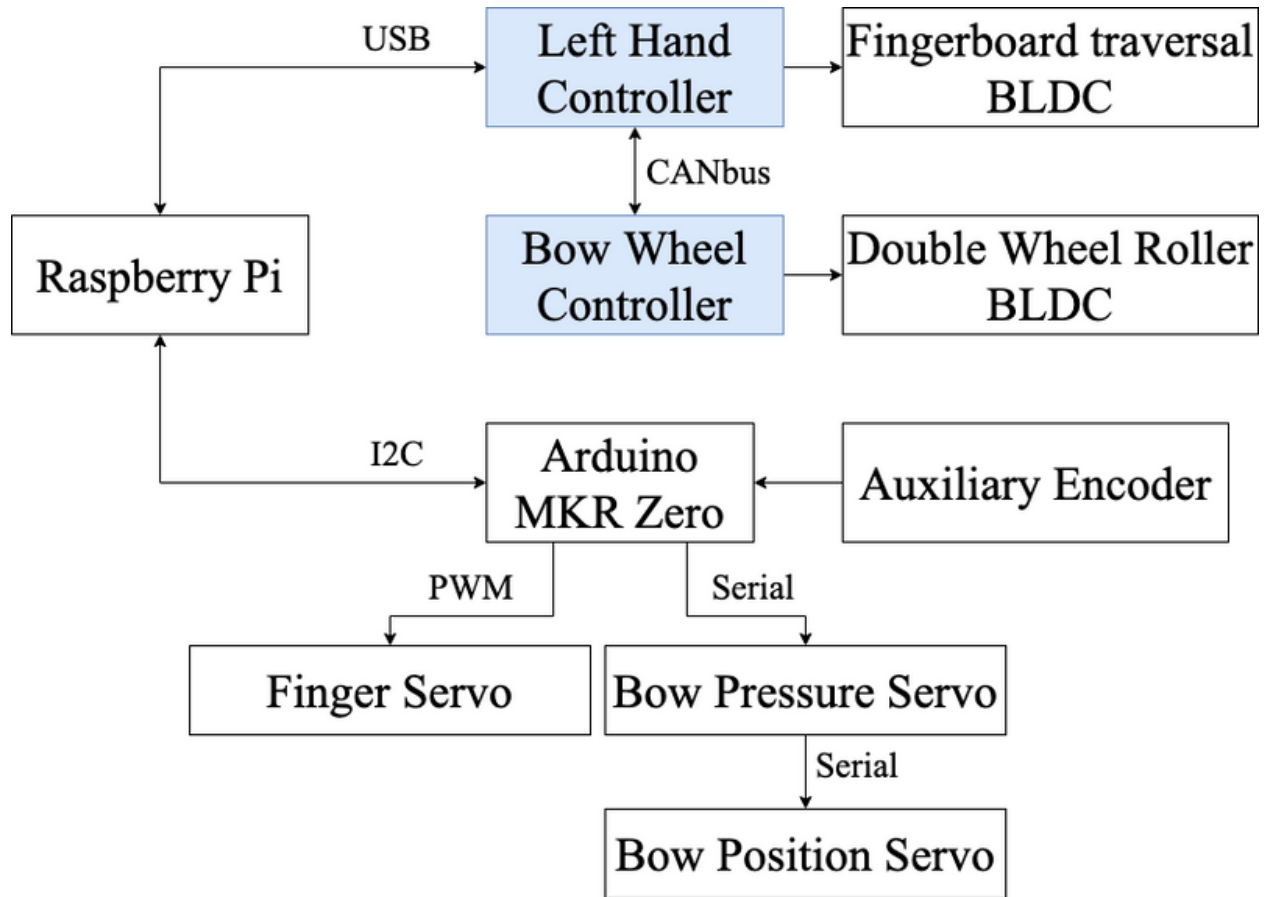 USB
Left Hand
Controller
Fingerboard traversal
BLDC
CANbus
Raspberry Pi
Bow Wheel
Controller
Double Wheel Roller
BLDC
I2C
Arduino
MKR Zero
Auxiliary Encoder
PWM
Serial
Finger Servo
Bow Pressure Servo
Serial
Bow Position Servo